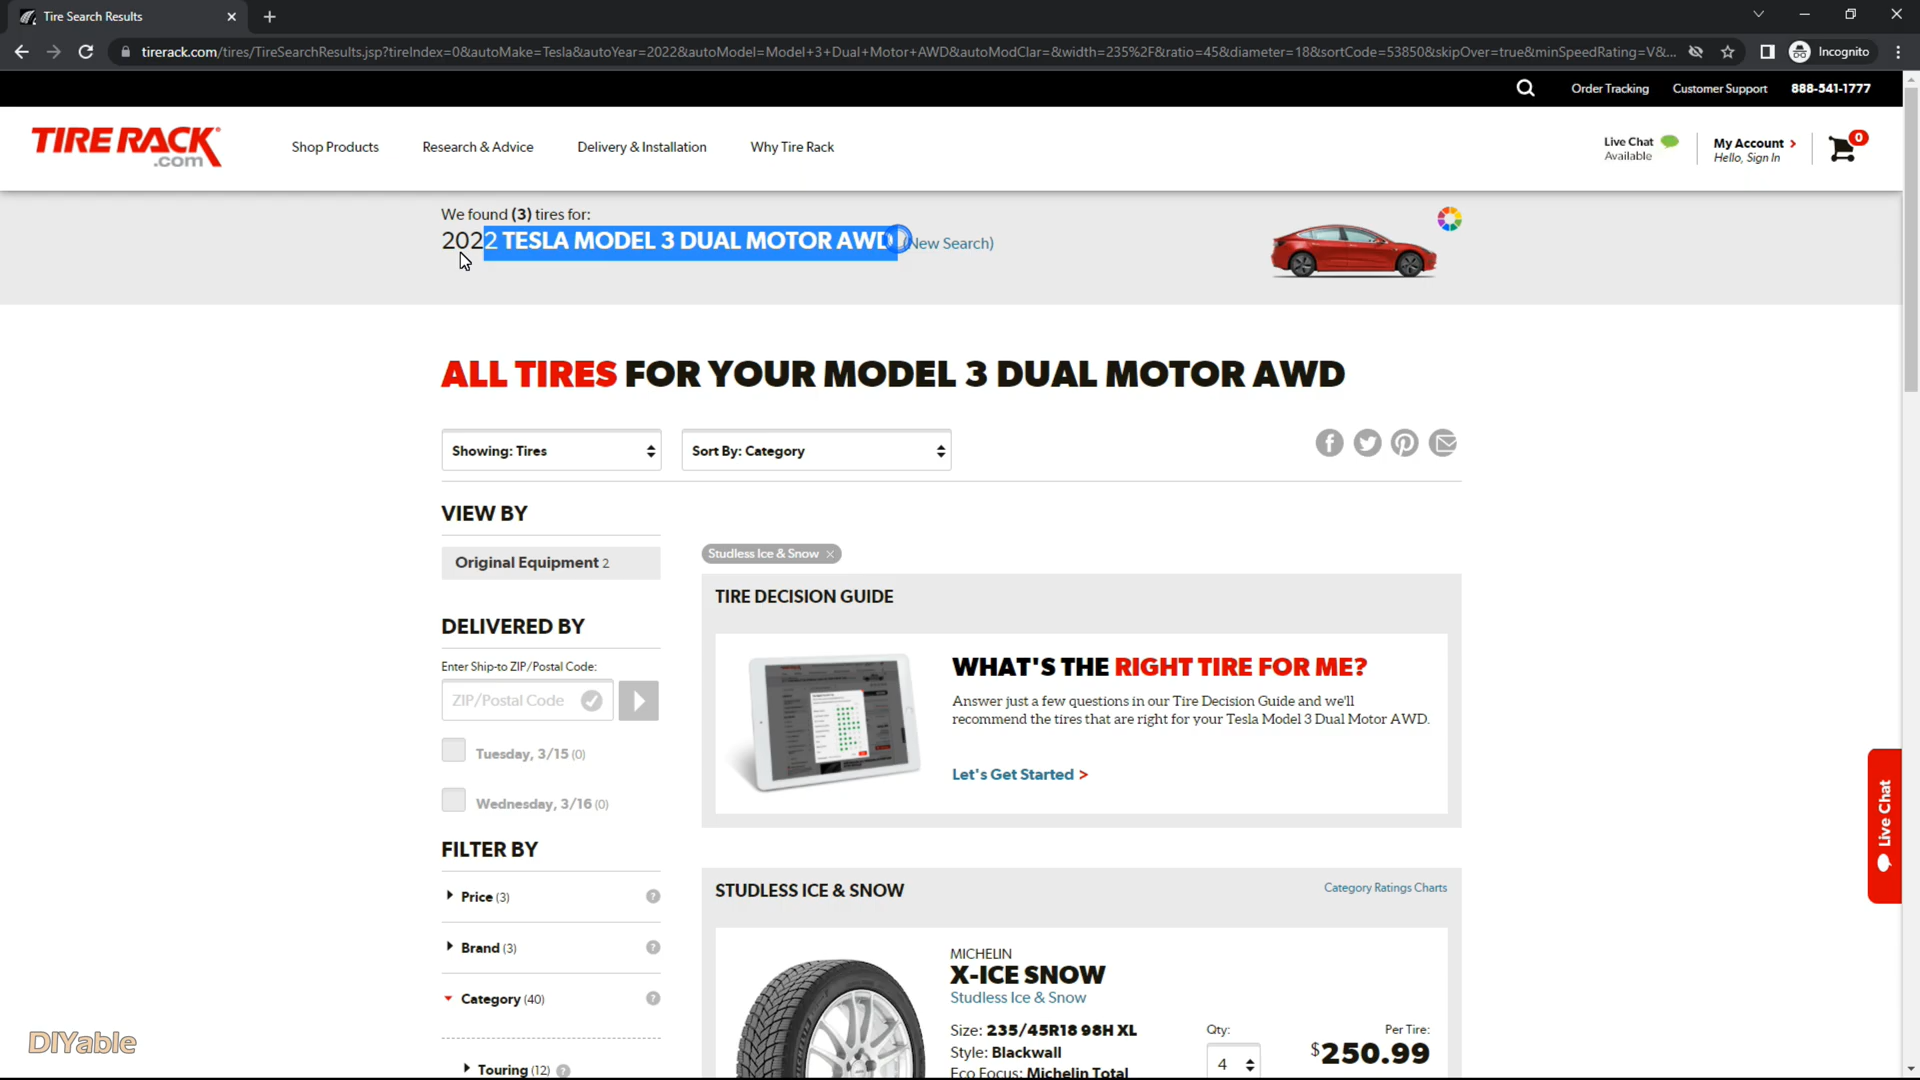 Tire Search Results
tirerack.com/tires/TireSearchResults.jsp?tireIndex=0&autoMake=Tesla&autoYear=2022&autoModel=Model+3+Dual+Motor+AWD&autoModClar=&width=235%2F&ratio=45&diameter=18&sortCode=53850&skipOver=true&minSpeedRating=V&...
Incognito
Order Tracking
Customer Support
888-541-1777
TIRE RACK
.com
Shop Products
Research & Advice
Delivery & Installation
Why Tire Rack
Live Chat
Available
My Account >
Hello, Sign In
0
We found (3) tires for:
2022 TESLA MODEL 3 DUAL MOTOR AWD (New Search)
ALL TIRES FOR YOUR MODEL 3 DUAL MOTOR AWD
Showing: Tires
Sort By: Category
VIEW BY
Original Equipment 2
DELIVERED BY
Enter Ship-to ZIP/Postal Code:
ZIP/Postal Code
Tuesday, 3/15 (0)
Wednesday, 3/16 (0)
FILTER BY
Price (3)
?
Brand (3)
?
Category (40)
?
Touring (12)
?
Studless Ice & Snow ×
TIRE DECISION GUIDE
WHAT'S THE RIGHT TIRE FOR ME?
Answer just a few questions in our Tire Decision Guide and we'll
recommend the tires that are right for your Tesla Model 3 Dual Motor AWD.
Let's Get Started >
STUDLESS ICE & SNOW
Category Ratings Charts
MICHELIN
X-ICE SNOW
Studless Ice & Snow
Size: 235/45R18 98H XL
Style: Blackwall
Eco Focus: Michelin Total
Qty:
4
Per Tire:
$250.99
Live Chat
DIYable